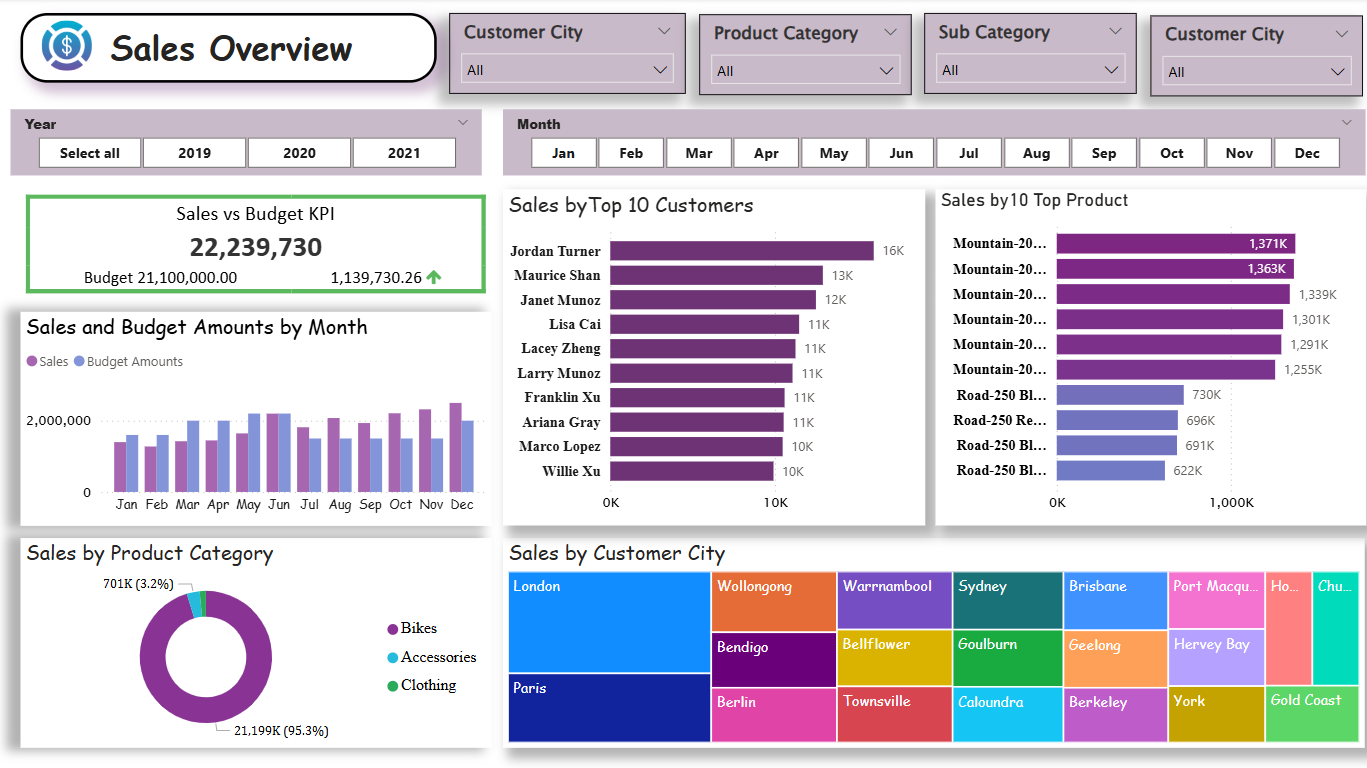 Sales Overview
Customer City
All
Product Category
All
Sub Category
All
Customer City
All
Year
Select all 2019 2020 2021
Month
Jan Feb Mar Apr May Jun Jul Aug Sep Oct Nov Dec
Sales vs Budget KPI
22,239,730
Budget 21,100,000.00 1,139,730.26
Sales and Budget Amounts by Month
Sales Budget Amounts
2,000,000
0
Jan Feb Mar Apr May Jun Jul Aug Sep Oct Nov Dec
Sales by Product Category
701K (3.2%)
21,199K (95.3%)
Bikes
Accessories
Clothing
Sales byTop 10 Customers
Jordan Turner 16K
Maurice Shan 13K
Janet Munoz 12K
Lisa Cai 11K
Lacey Zheng 11K
Larry Munoz 11K
Franklin Xu 11K
Ariana Gray 11K
Marco Lopez 10K
Willie Xu 10K
0K 10K
Sales by10 Top Product
Mountain-20... 1,371K
Mountain-20... 1,363K
Mountain-20... 1,339K
Mountain-20... 1,301K
Mountain-20... 1,291K
Mountain-20... 1,255K
Road-250 Bl... 730K
Road-250 Re... 696K
Road-250 Bl... 691K
Road-250 Bl... 622K
0K 1,000K
Sales by Customer City
London
Paris
Wollongong
Bendigo
Berlin
Warrnambool
Bellflower
Townsville
Sydney
Goulburn
Caloundra
Brisbane
Geelong
Berkeley
Port Macqu...
Hervey Bay
York
Ho...
Chu...
Gold Coast